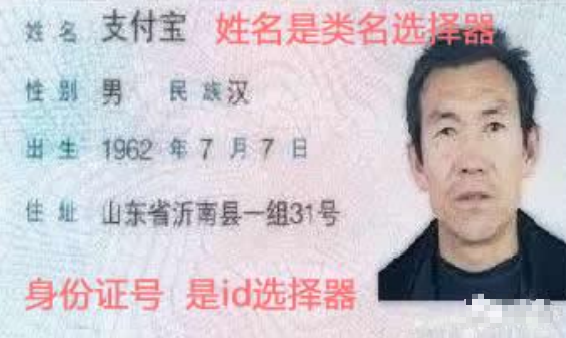 姓名 支付宝 姓名是类名选择器
性别 男 民族 汉
出生 1962 年 7 月 7 日
住址 山东省沂南县一组31号
身份证号 是id选择器